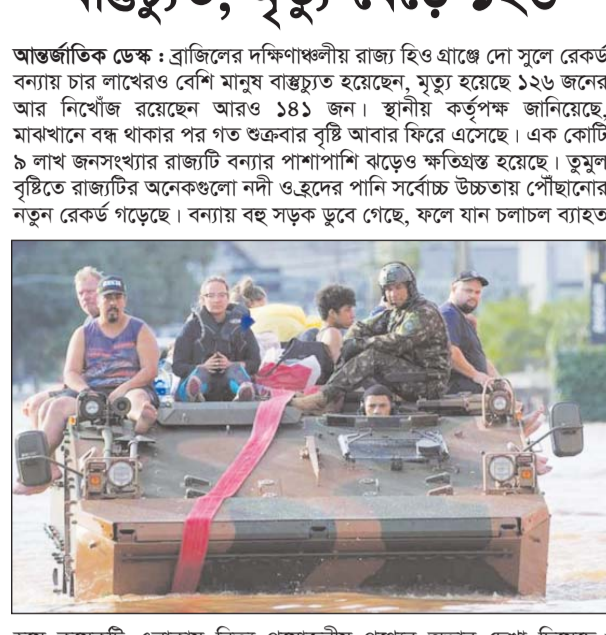 বাস্তুচ্যুত, মৃত্যু বেড়ে ১২৬
আন্তর্জাতিক ডেস্ক : ব্রাজিলের দক্ষিণাঞ্চলীয় রাজ্য হিও গ্রাঞ্জে দো সুলে রেকর্ড
বন্যায় চার লাখেরও বেশি মানুষ বাস্তুচ্যুত হয়েছেন, মৃত্যু হয়েছে ১২৬ জনের
আর নিখোঁজ রয়েছেন আরও ১৪১ জন। স্থানীয় কর্তৃপক্ষ জানিয়েছে,
মাঝখানে বন্ধ থাকার পর গত শুক্রবার বৃষ্টি আবার ফিরে এসেছে। এক কোটি
৯ লাখ জনসংখ্যার রাজ্যটি বন্যার পাশাপাশি ঝড়েও ক্ষতিগ্রস্ত হয়েছে। তুমুল
বৃষ্টিতে রাজ্যটির অনেকগুলো নদী ও হ্রদের পানি সর্বোচ্চ উচ্চতায় পৌঁছানোর
নতুন রেকর্ড গড়েছে। বন্যায় বহু সড়ক ডুবে গেছে, ফলে যান চলাচল ব্যাহত